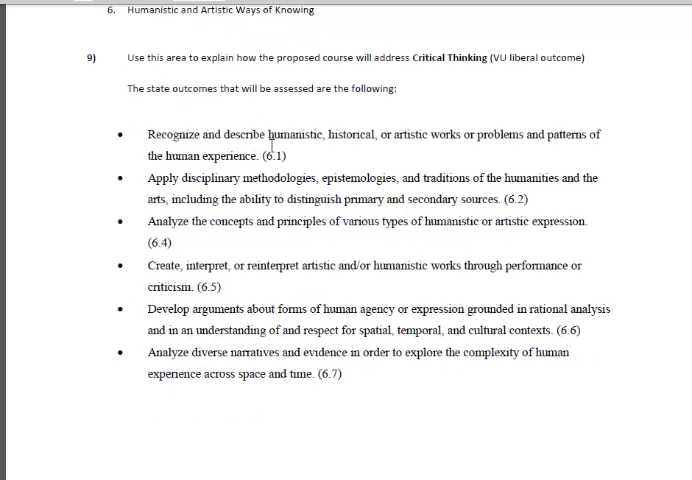 6. Humanistic and Artistic Ways of Knowing
9) Use this area to explain how the proposed course will address Critical Thinking (VU liberal outcome)
The state outcomes that will be assessed are the following:
• Recognize and describe humanistic, historical, or artistic works or problems and patterns of
the human experience. (6.1)
• Apply disciplinary methodologies, epistemologies, and traditions of the humanities and the
arts, including the ability to distinguish primary and secondary sources. (6.2)
• Analyze the concepts and principles of various types of humanistic or artistic expression.
(6.4)
• Create, interpret, or reinterpret artistic and/or humanistic works through performance or
criticism. (6.5)
• Develop arguments about forms of human agency or expression grounded in rational analysis
and in an understanding of and respect for spatial, temporal, and cultural contexts. (6.6)
• Analyze diverse narratives and evidence in order to explore the complexity of human
experience across space and time. (6.7)